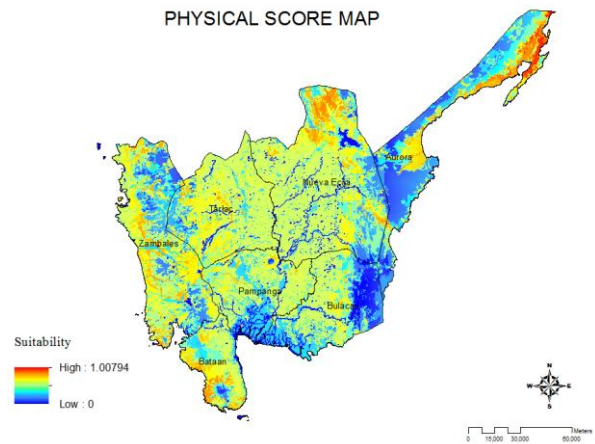 PHYSICAL SCORE MAP
Aurora
Nueva Ecija
Tarlac
Zambales
Pampanga
Bulacan
Bataan
Suitability
High : 1.00794
Low : 0
N
W E
S
Meters
0 15,000 30,000 60,000